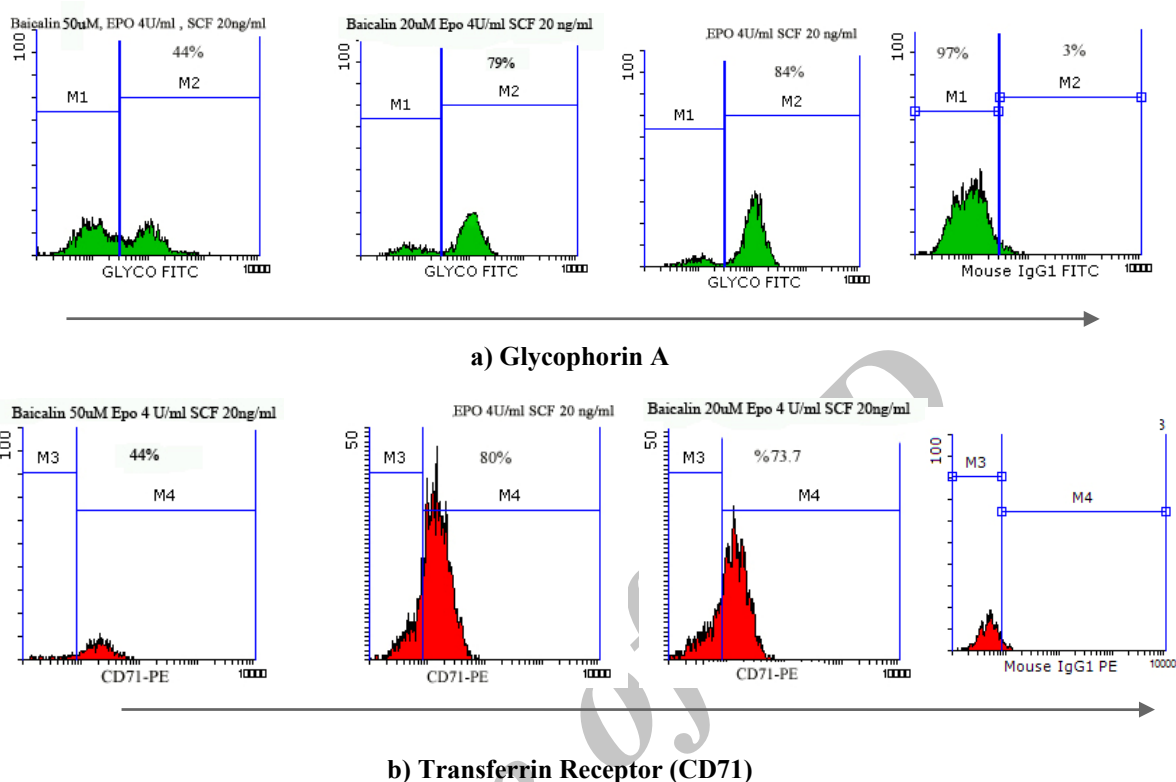 Baicalin 50uM, EPO 4U/ml , SCF 20ng/ml
100
44%
M1
M2
GLYCO FITC
10000
Baicalin 20uM Epo 4U/ml SCF 20 ng/ml
100
79%
M1
M2
GLYCO FITC
10000
EPO 4U/ml SCF 20 ng/ml
100
84%
M1
M2
GLYCO FITC
10000
100
97%
3%
M1
M2
Mouse IgG1 FITC
10000
a) Glycophorin A
Baicalin 50uM Epo 4 U/ml SCF 20ng/ml
100
44%
M3
M4
CD71-PE
10000
EPO 4U/ml SCF 20 ng/ml
50
M3
80%
M4
CD71-PE
10000
Baicalin 20uM Epo 4 U/ml SCF 20ng/ml
50
M3
%73.7
M4
CD71-PE
10000
3
100
M3
M4
Mouse IgG1 PE
10000
b) Transferrin Receptor (CD71)